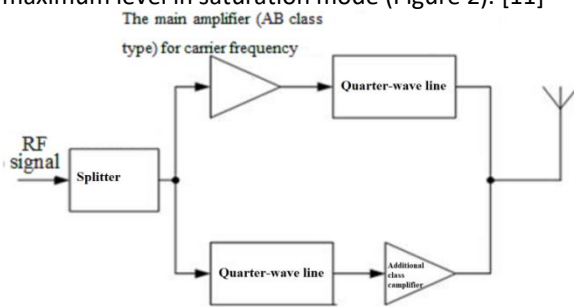 maximum level in saturation mode (Figure 2). [11]
The main amplifier (AB class
type) for carrier frequency
Quarter-wave line
RF
signal
Splitter
Quarter-wave line
Additional
class
camplifier